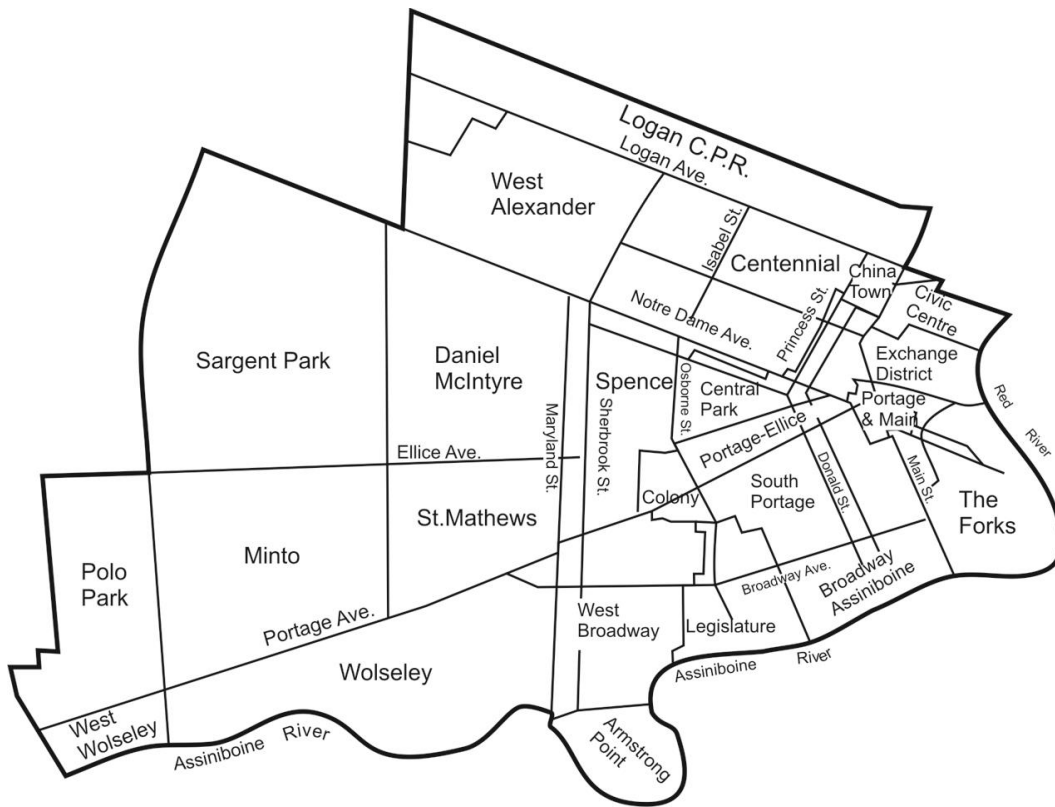 Logan C.P.R.
Logan Ave.
West
Alexander
Isabel St.
Centennial
China
Town
Civic
Centre
Notre Dame Ave.
Princess St.
Sargent Park
Daniel
McIntyre
Spence
Osborne St.
Central
Park
Exchange
District
Portage
& Main
Red
River
Maryland St.
Sherbrook St.
Portage-Ellice
Ellice Ave.
Colony
South
Portage
Donald St.
Main St.
The
Forks
St.Mathews
Minto
Polo
Park
Portage Ave.
Broadway Ave.
Broadway
Assiniboine
West
Broadway
Legislature
Wolseley
Assiniboine
River
West
Wolseley
Assiniboine
River
Armstrong
Point